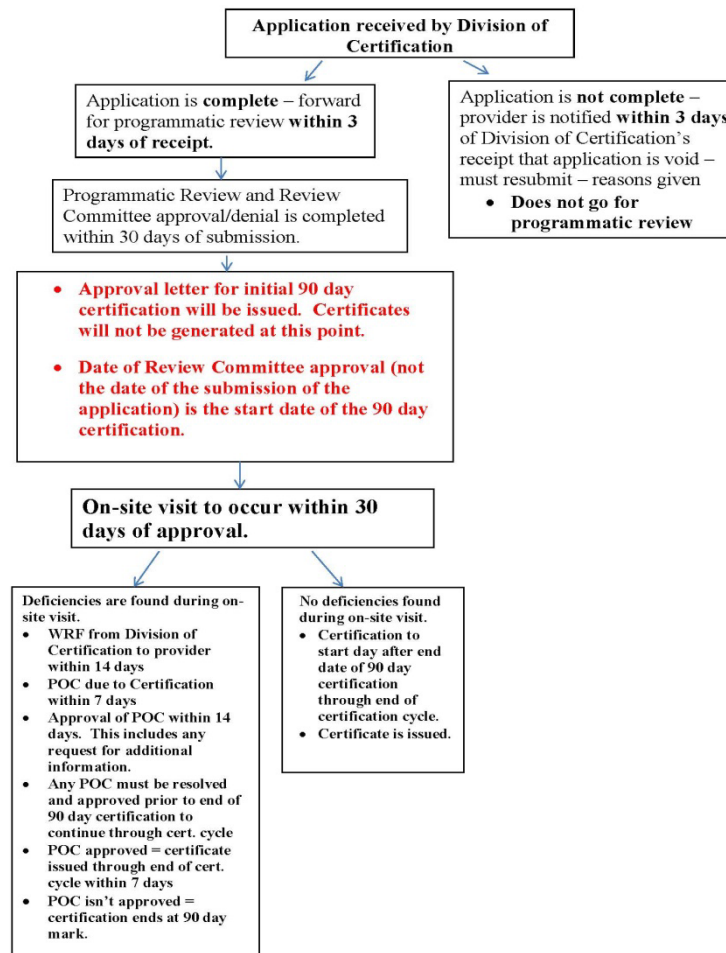 Application received by Division of
Certification
Application is complete – forward
for programmatic review within 3
days of receipt.
Application is not complete –
provider is notified within 3 days
of Division of Certification's
receipt that application is void –
must resubmit – reasons given
• Does not go for
programmatic review
Programmatic Review and Review
Committee approval/denial is completed
within 30 days of submission.
• Approval letter for initial 90 day
certification will be issued. Certificates
will not be generated at this point.
• Date of Review Committee approval (not
the date of the submission of the
application) is the start date of the 90 day
certification.
On-site visit to occur within 30
days of approval.
Deficiencies are found during on-
site visit.
• WRF from Division of
Certification to provider
within 14 days
• POC due to Certification
within 7 days
• Approval of POC within 14
days. This includes any
request for additional
information.
• Any POC must be resolved
and approved prior to end of
90 day certification to
continue through cert. cycle
• POC approved = certificate
issued through end of cert.
cycle within 7 days
• POC isn't approved =
certification ends at 90 day
mark.
No deficiencies found
during on-site visit.
• Certification to
start day after end
date of 90 day
certification
through end of
certification cycle.
• Certificate is issued.